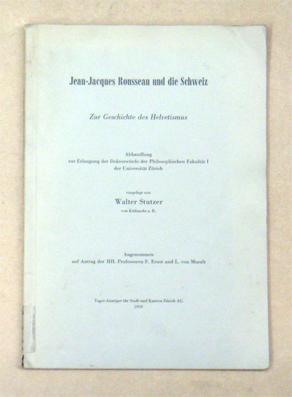 Jean-Jacques Rousseau und die Schweiz
Zur Geschichte des Helvetismus
Abhandlung
zur Erlangung der Doktorwürde der Philosophischen Fakultät I
der Universität Zürich
vorgelegt von
Walter Stutzer
von Küsnacht a. R.
Angenommen
auf Antrag der HH. Professoren F. Ernst und L. von Muralt
Tages-Anzeiger für Stadt und Kanton Zürich AG.
1950